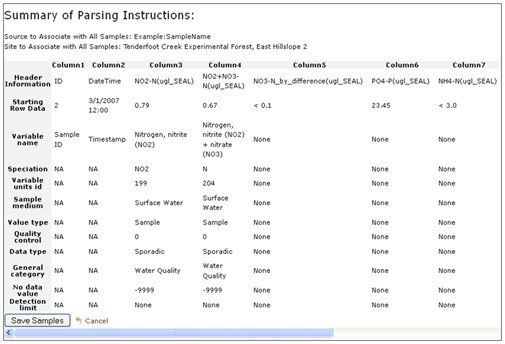 Summary of Parsing Instructions:
Source to Associate with All Samples: Example:SampleName
Site to Associate with All Samples: Tenderfoot Creek Experimental Forest, East Hillslope 2
Column1 Column2 Column3 Column4 Column5 Column6 Column7
Header Information ID DateTime NO2-N(ugl_SEAL) NO2+NO3-N(ugl_SEAL) NO3-N_by_difference(ugl_SEAL) PO4-P(ugl_SEAL) NH4-N(ugl_SEAL)
Starting Row Data 2 3/1/2007 12:00 0.79 0.67 < 0.1 23.45 < 3.0
Variable name Sample ID Timestamp Nitrogen, nitrite (NO2) Nitrogen, nitrite (NO2) + nitrate (NO3) None None None
Speciation NA NA NO2 N None None None
Variable units id NA NA 199 204 None None None
Sample medium NA NA Surface Water Surface Water None None None
Value type NA NA Sample Sample None None None
Quality control NA NA 0 0 None None None
Data type NA NA Sporadic Sporadic None None None
General category NA NA Water Quality Water Quality None None None
No data value NA NA -9999 -9999 None None None
Detection limit NA NA None None None None None
Save Samples Cancel